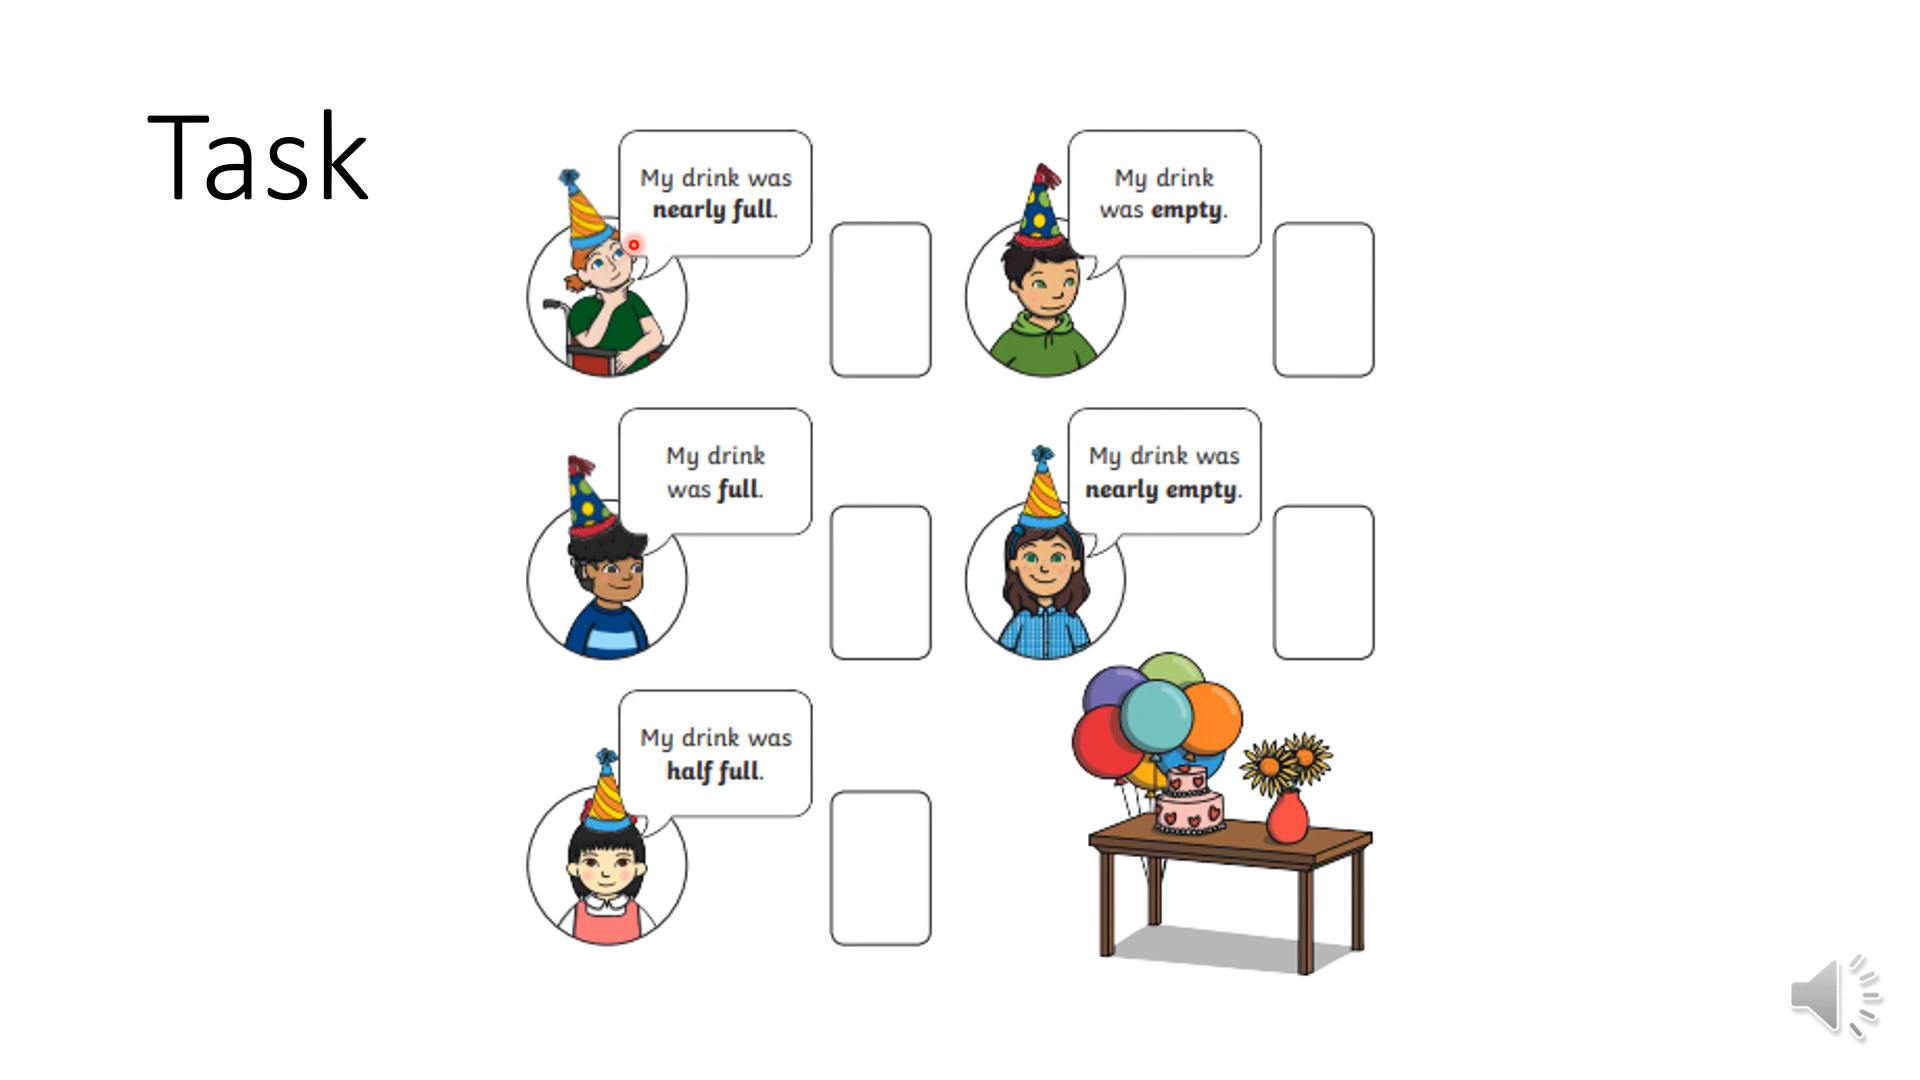 Task
My drink was
nearly full.
My drink
was empty.
My drink
was full.
My drink was
nearly empty.
My drink was
half full.